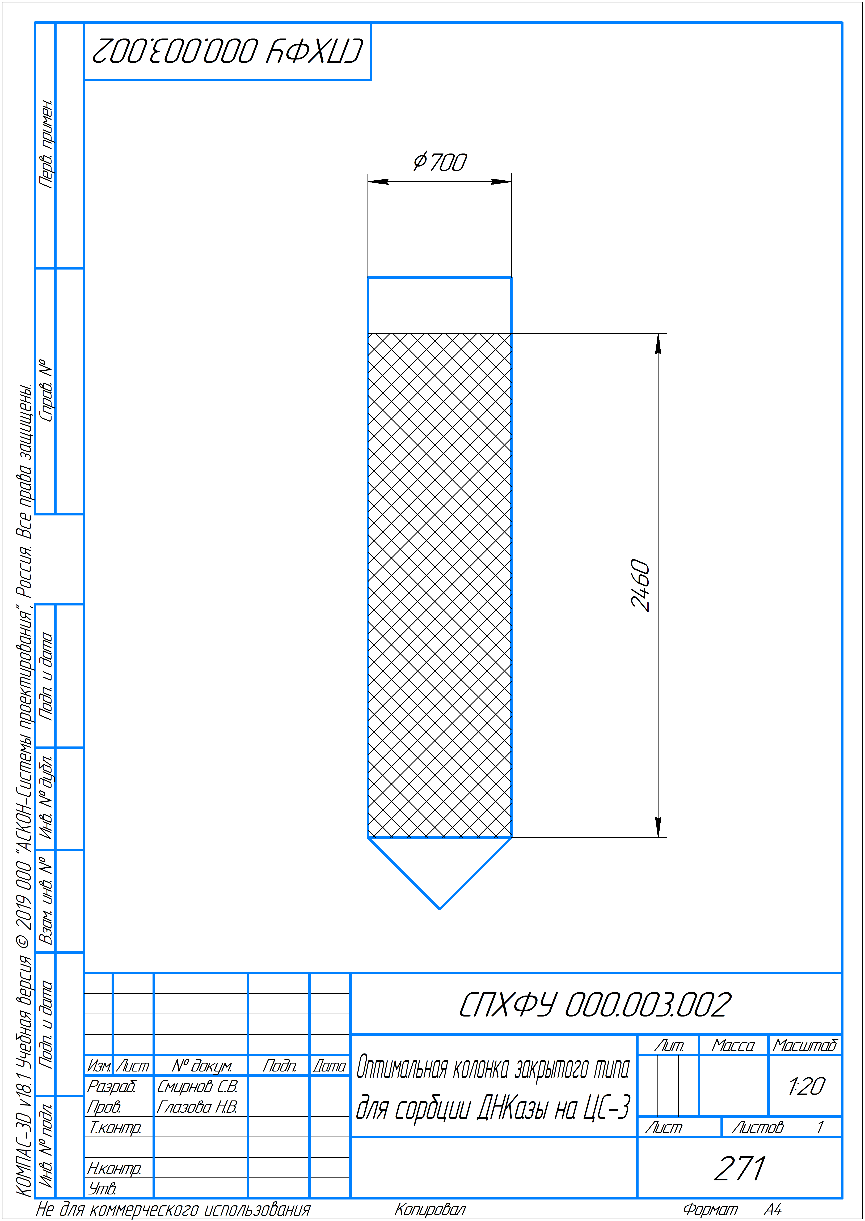 СПХФУ 000.003.002
Перв. примен.
Справ. №
Подп. и дата
Инв. № дубл.
Взам. инв. №
Подп. и дата
Инв. № подл.
КОМПАС-3D v18.1 Учебная версия © 2019 ООО "АСКОН-Системы проектирования", Россия. Все права защищены.
⌀700
2460
СПХФУ 000.003.002
Изм. Лист № докум. Подп. Дата
Разраб. Смирнов С.В.
Пров. Глазова Н.В.
Т.контр.
Н.контр.
Утв.
Оптимальная колонка закрытого типа
для сорбции ДНКазы на ЦС-3
Лит. Масса Масштаб
1:20
Лист Листов 1
271
Не для коммерческого использования Копировал Формат A4